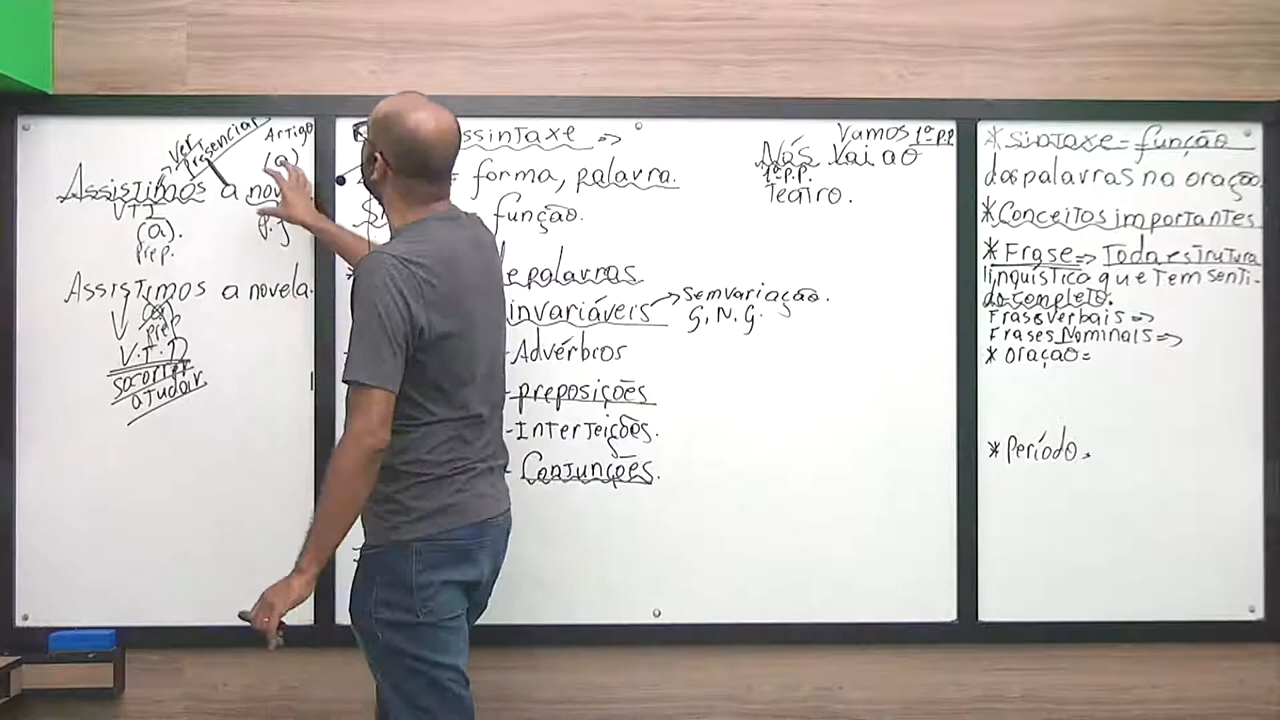 ver,
presenciar
Artigo
(a)
Assistimos a
VTI
(a).
prep.
Assistimos a novela.
(a)
prep
V.T.D
socorrer
ajudar
ssintaxe =>
= forma, palavra.
função.
de palavras
invariáveis → Sem variação.
G, N, G.
-Advérbios
-preposições
-Interjeições.
- Conjunções.
Vamos 1ª P.P
Nós vai ao
1ª P.P.
Teatro.
*sintaxe = função
das palavras na oração.
*Conceitos importantes
*Frase=> Toda estrutura
linguística que tem senti-
do completo.
Frases Verbais =>
Frases Nominais =>
*oração=
*período.